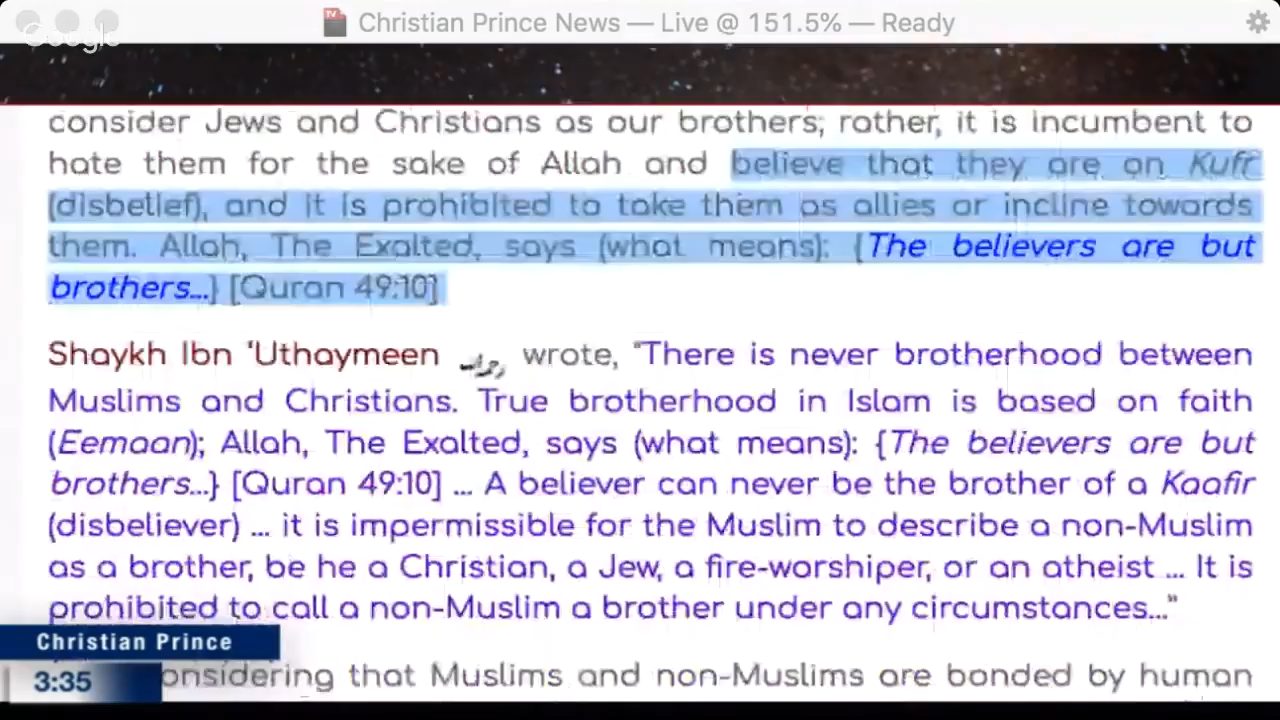 Christian Prince News — Live @ 151.5% — Ready
Google
consider Jews and Christians as our brothers; rather, it is incumbent to
hate them for the sake of Allah and believe that they are on Kufr
(disbelief), and it is prohibited to take them as allies or incline towards
them. Allah, The Exalted, says (what means): {The believers are but
brothers...} [Quran 49:10]
Shaykh Ibn 'Uthaymeen wrote, "There is never brotherhood between
Muslims and Christians. True brotherhood in Islam is based on faith
(Eemaan); Allah, The Exalted, says (what means): {The believers are but
brothers...} [Quran 49:10] ... A believer can never be the brother of a Kaafir
(disbeliever) ... it is impermissible for the Muslim to describe a non-Muslim
as a brother, be he a Christian, a Jew, a fire-worshiper, or an atheist ... It is
prohibited to call a non-Muslim a brother under any circumstances..."
Christian Prince
3:35
onsidering that Muslims and non-Muslims are bonded by human